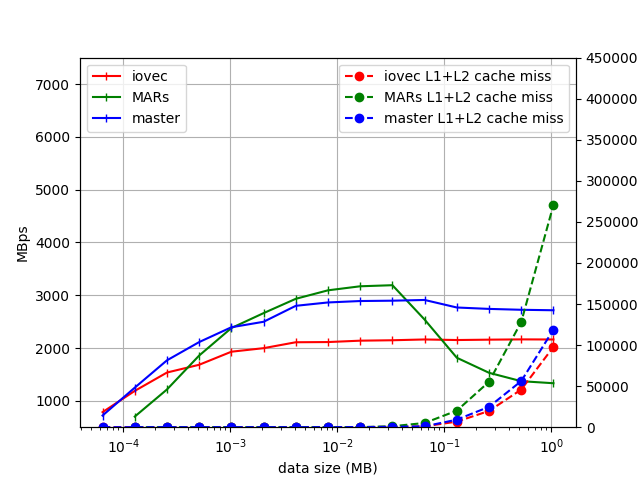 iovec
MARs
master
iovec L1+L2 cache miss
MARs L1+L2 cache miss
master L1+L2 cache miss
MBps
7000
6000
5000
4000
3000
2000
1000
450000
400000
350000
300000
250000
200000
150000
100000
50000
0
10⁻⁴
10⁻³
10⁻²
10⁻¹
10⁰
data size (MB)